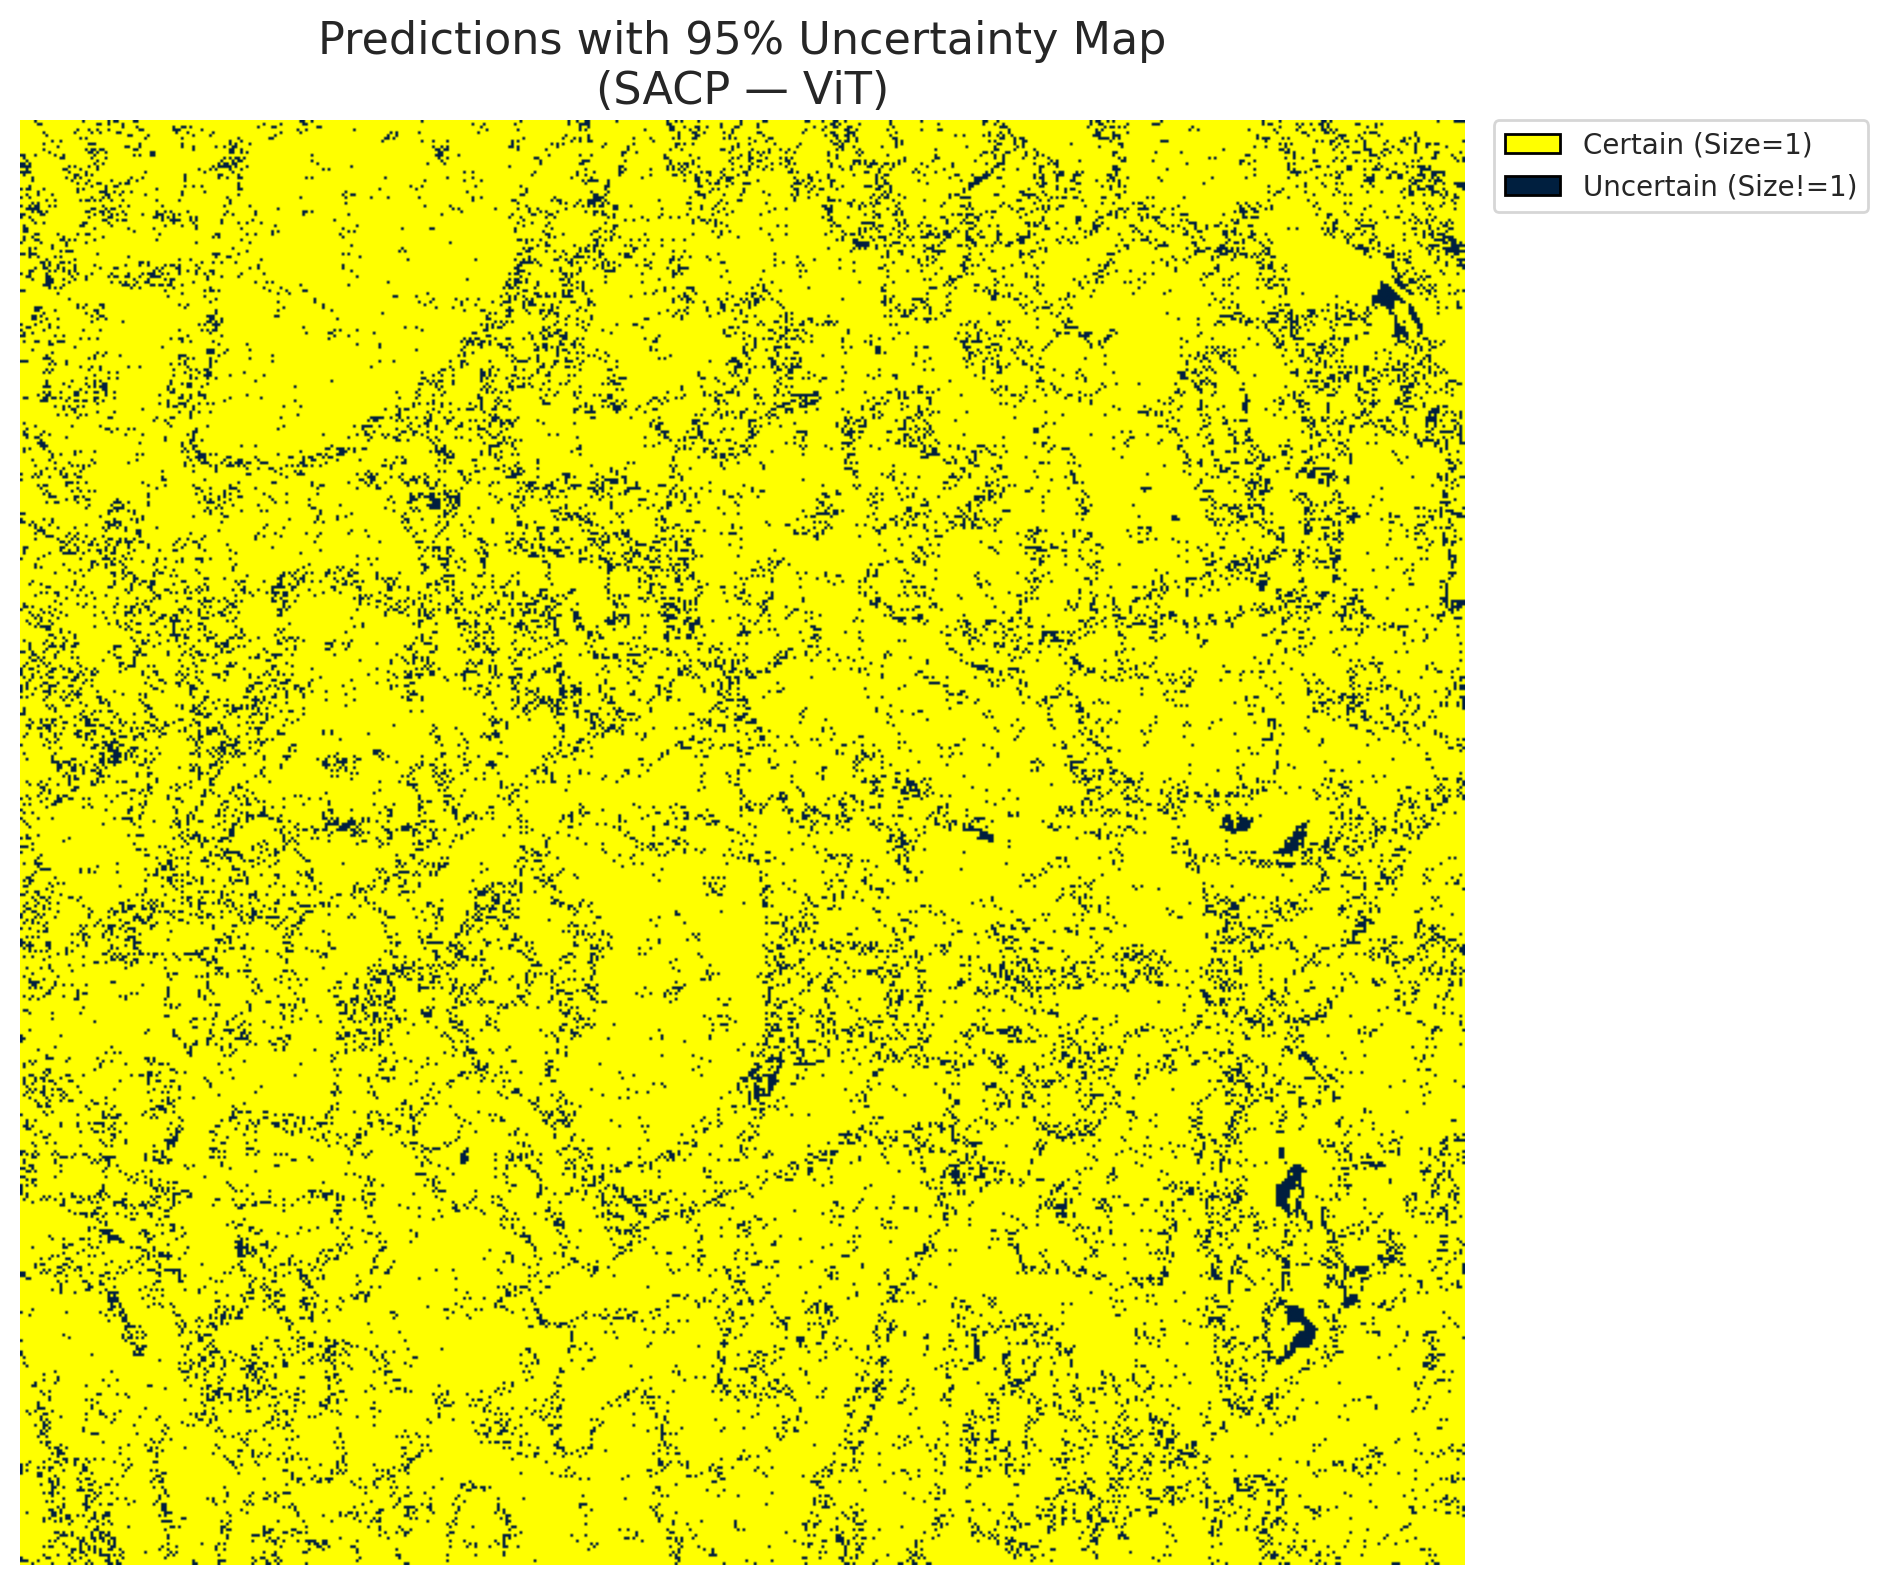 Predictions with 95% Uncertainty Map
(SACP — ViT)
Certain (Size=1)
Uncertain (Size!=1)